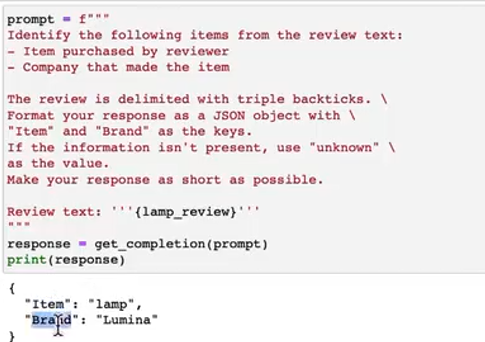 prompt = f"""
Identify the following items from the review text:
- Item purchased by reviewer
- Company that made the item

The review is delimited with triple backticks. \
Format your response as a JSON object with \
"Item" and "Brand" as the keys.
If the information isn't present, use "unknown" \
as the value.
Make your response as short as possible.

Review text: '''{lamp_review}'''
"""
response = get_completion(prompt)
print(response)

{
  "Item": "lamp",
  "Brand": "Lumina"
}